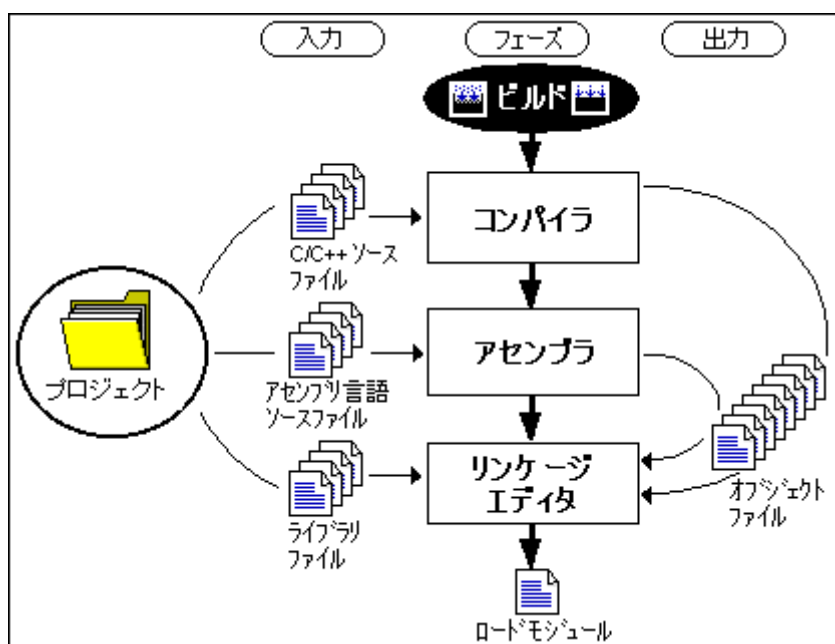 入力
フェーズ
出力
ビルド
コンパイラ
C/C++ ソース
ファイル
アセンブラ
プロジェクト
アセンブリ言語
ソースファイル
リンケージ
エディタ
オブジェクト
ファイル
ライブラリ
ファイル
ロードモジュール